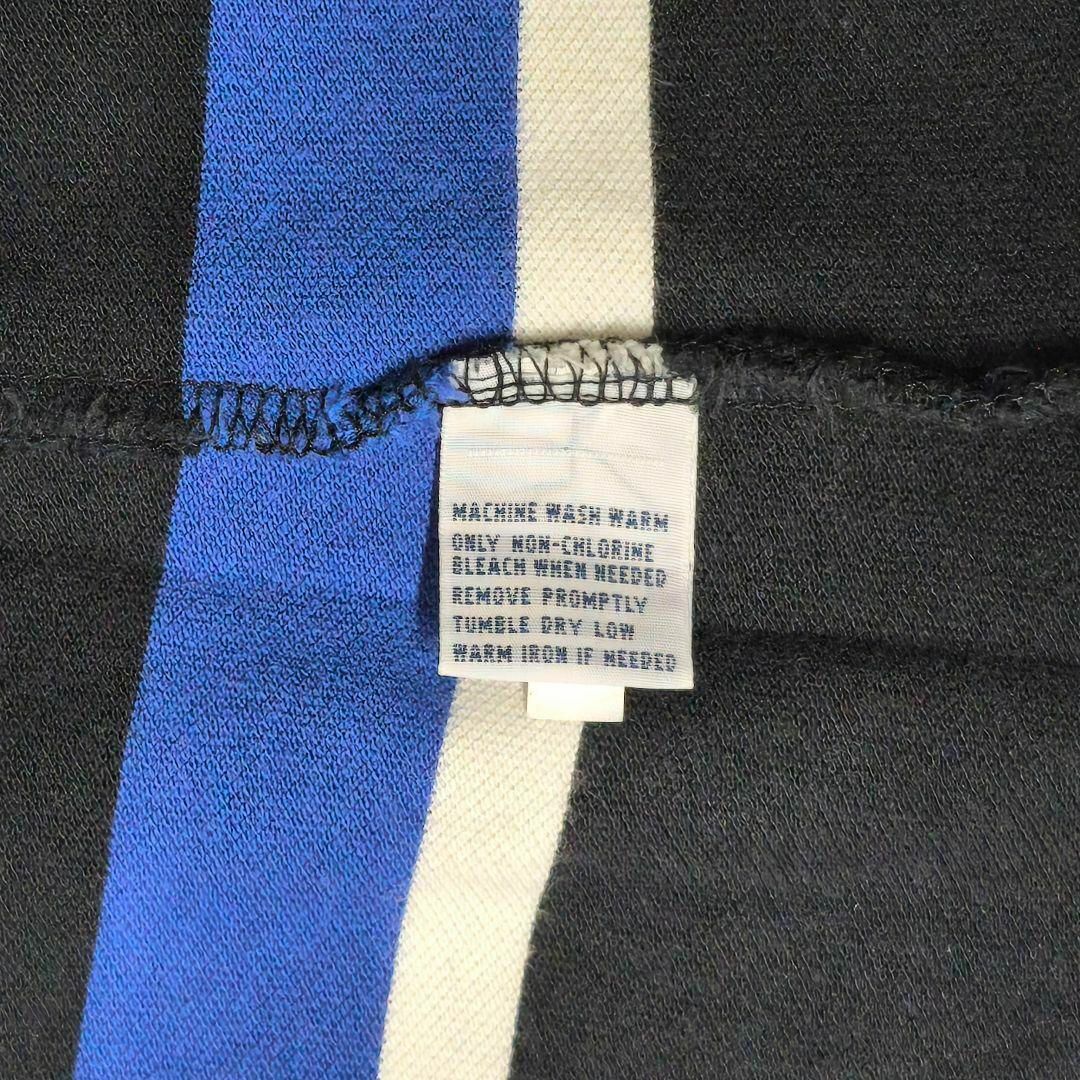 MACHINE WASH WARM
ONLY NON-CHLORINE
BLEACH WHEN NEEDED
REMOVE PROMPTLY
TUMBLE DRY LOW
WARM IRON IF NEEDED